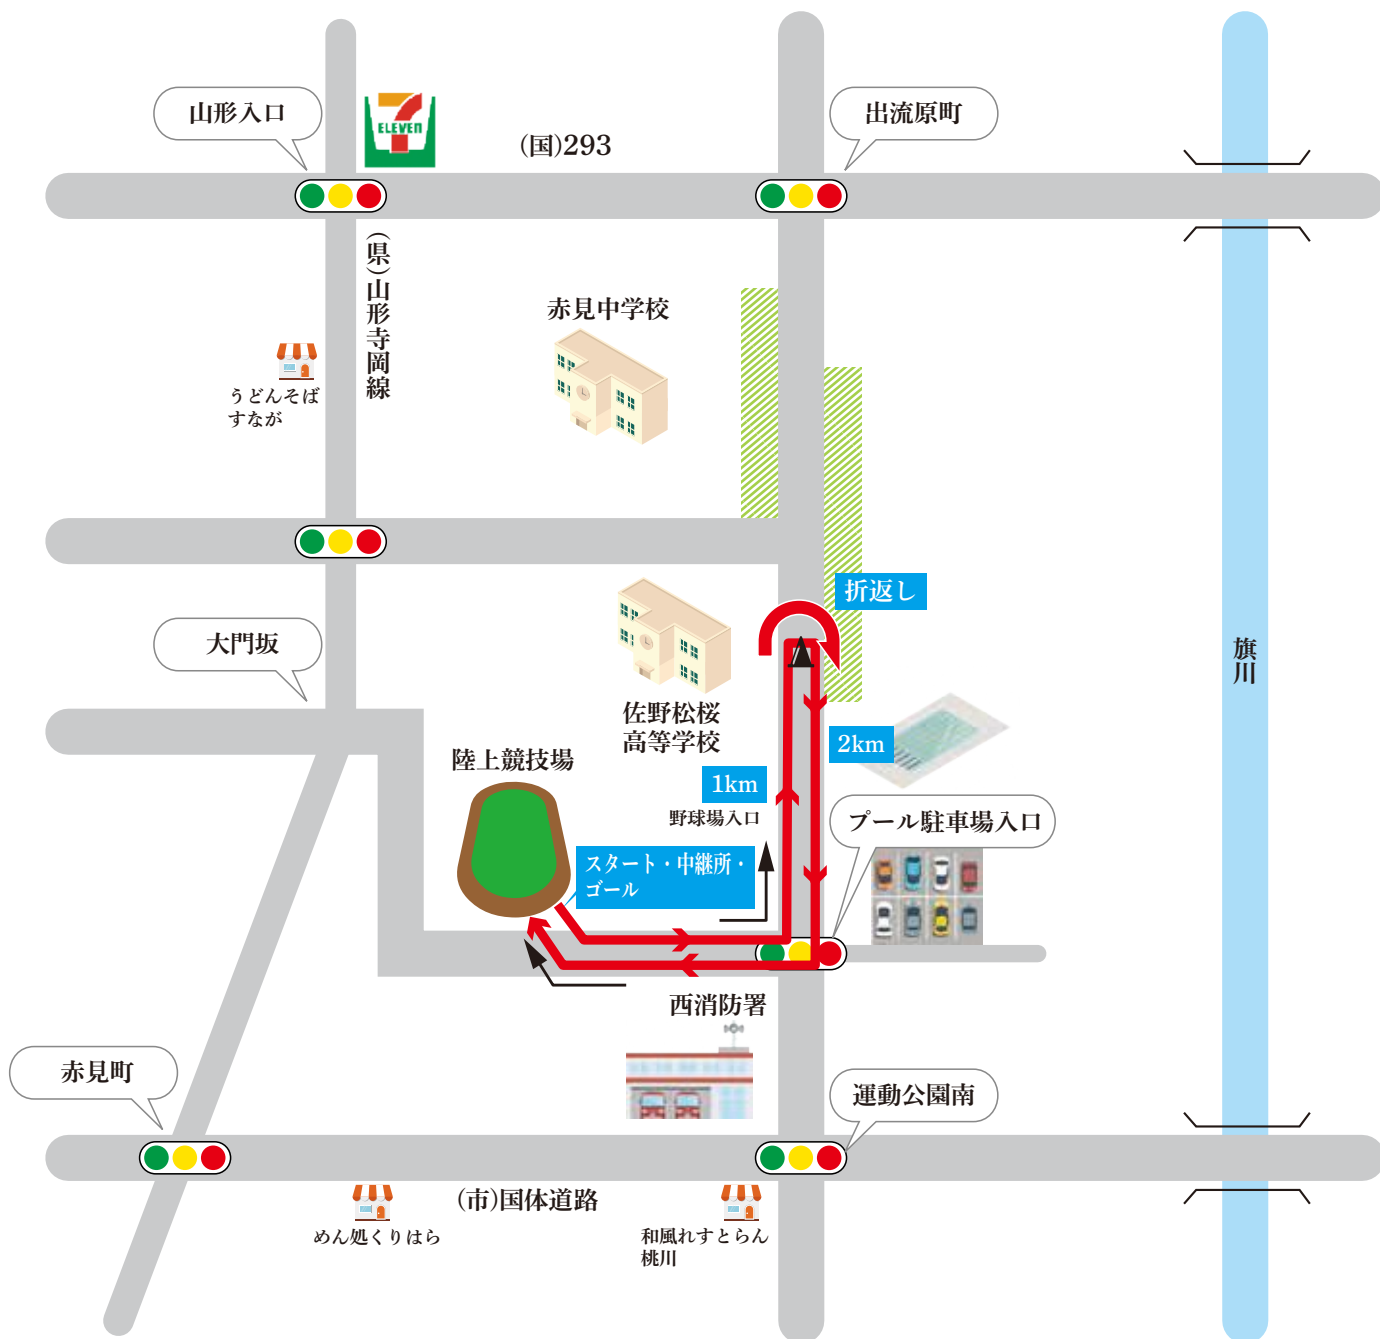 山形入口
ELEVEn
(国)293
出流原町
(県)山形寺岡線
赤見中学校
うどんそば
すなが
折返し
大門坂
佐野松桜
高等学校
旗川
2km
陸上競技場
1km
野球場入口
プール駐車場入口
スタート・中継所・
ゴール
西消防署
赤見町
運動公園南
(市)国体道路
めん処くりはら
和風れすとらん
桃川